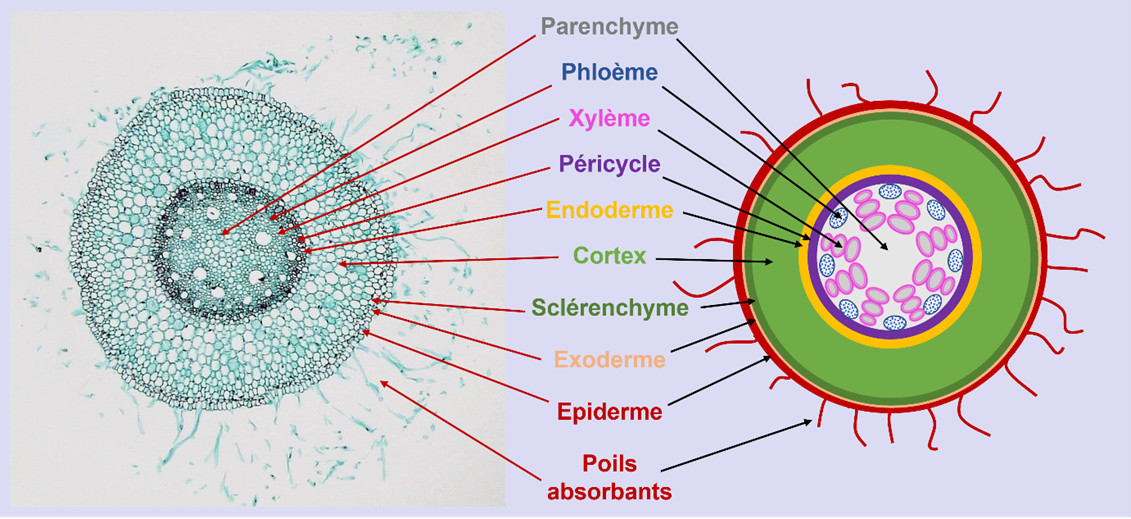 Parenchyme
Phloème
Xylème
Péricycle
Endoderme
Cortex
Sclérenchyme
Exoderme
Epiderme
Poils
absorbants